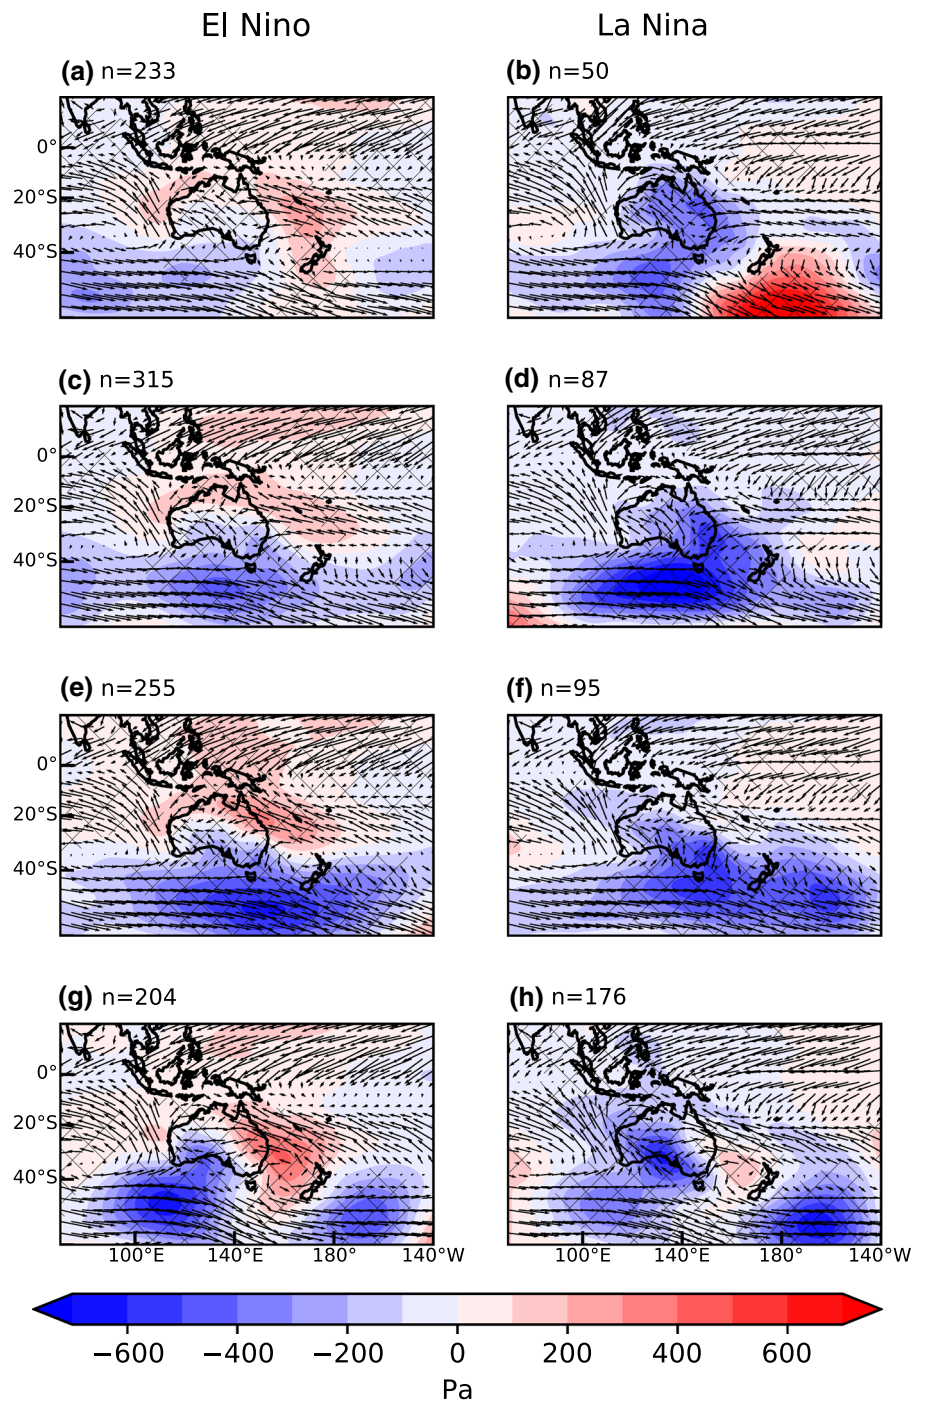 El Nino La Nina
(a) n=233 (b) n=50
0°
20°S
40°S
(c) n=315 (d) n=87
0°
20°S
40°S
(e) n=255 (f) n=95
0°
20°S
40°S
(g) n=204 (h) n=176
0°
20°S
40°S
100°E 140°E 180° 140°W 100°E 140°E 180° 140°W
−600 −400 −200 0 200 400 600
Pa